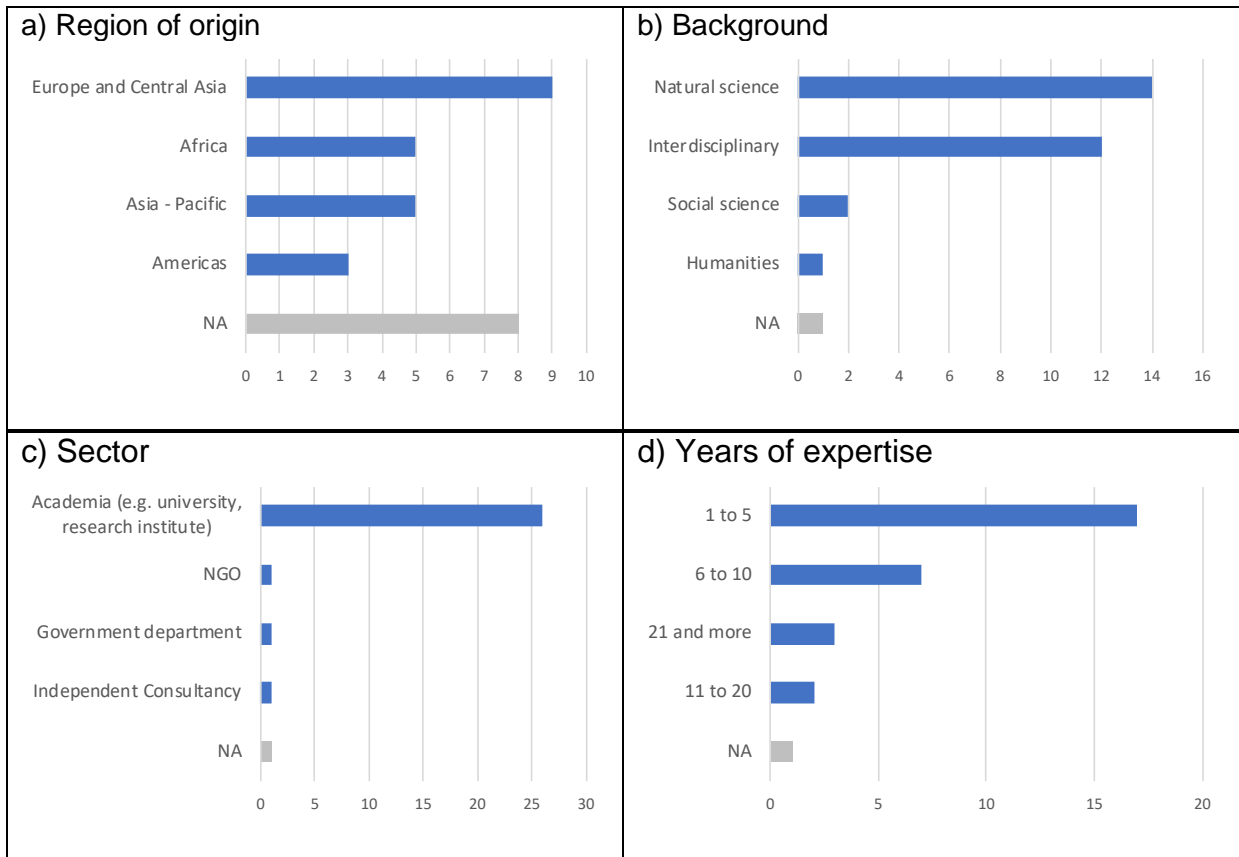 a) Region of origin
Europe and Central Asia
Africa
Asia - Pacific
Americas
NA
0 1 2 3 4 5 6 7 8 9 10
b) Background
Natural science
Interdisciplinary
Social science
Humanities
NA
0 2 4 6 8 10 12 14 16
c) Sector
Academia (e.g. university,
research institute)
NGO
Government department
Independent Consultancy
NA
0 5 10 15 20 25 30
d) Years of expertise
1 to 5
6 to 10
21 and more
11 to 20
NA
0 5 10 15 20